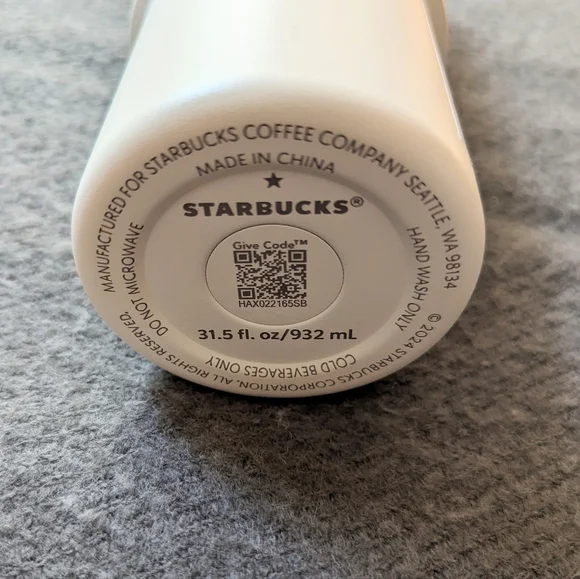 MANUFACTURED FOR STARBUCKS COFFEE COMPANY SEATTLE, WA 98134
MADE IN CHINA
STARBUCKS®
Give Code™
HAX022165SB
31.5 fl. oz/932 mL
DO NOT MICROWAVE
HAND WASH ONLY
COLD BEVERAGES ONLY
© 2024 STARBUCKS CORPORATION. ALL RIGHTS RESERVED.